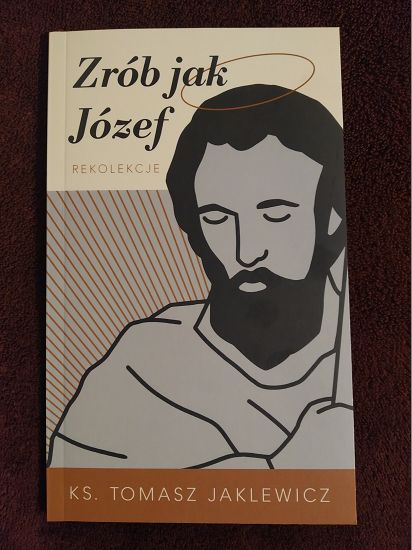 Zrób jak
Józef
REKOLEKCJE
KS. TOMASZ JAKLEWICZ